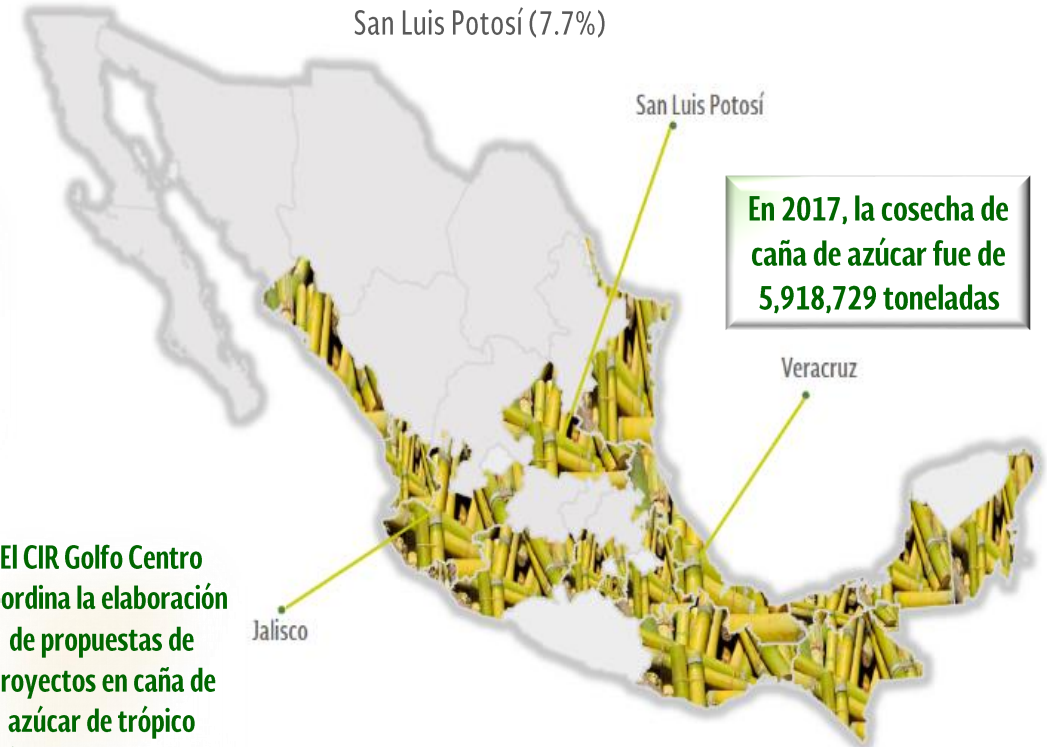 San Luis Potosí (7.7%)
San Luis Potosí
En 2017, la cosecha de
caña de azúcar fue de
5,918,729 toneladas
Veracruz
El CIR Golfo Centro
ordina la elaboración
de propuestas de
royectos en caña de
azúcar de trópico
Jalisco